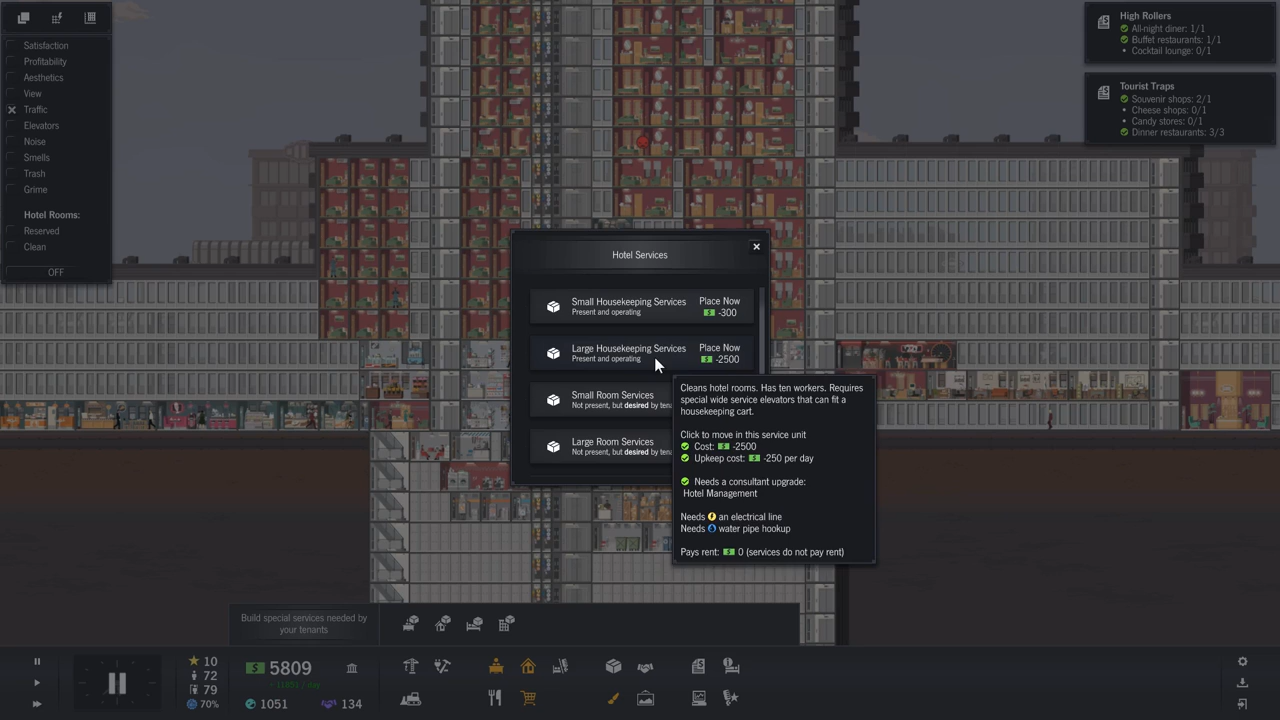 Satisfaction
Profitability
Aesthetics
View
Traffic
Elevators
Noise
Smells
Trash
Grime
Hotel Rooms:
Reserved
Clean
OFF
High Rollers
All-night diner: 1/1
Buffet restaurants: 1/1
• Cocktail lounge: 0/1
Tourist Traps
Souvenir shops: 2/1
• Cheese shops: 0/1
• Candy stores: 0/1
Dinner restaurants: 3/3
Hotel Services
Small Housekeeping Services
Present and operating
Place Now
-300
Large Housekeeping Services
Present and operating
Place Now
-2500
Small Room Services
Not present, but desired by tena
Large Room Services
Not present, but desired by tena
Cleans hotel rooms. Has ten workers. Requires
special wide service elevators that can fit a
housekeeping cart.
Click to move in this service unit
Cost: -2500
Upkeep cost: -250 per day
Needs a consultant upgrade:
Hotel Management
Needs an electrical line
Needs water pipe hookup
Pays rent: 0 (services do not pay rent)
Build special services needed by
your tenants
10
72
79
70%
5809
1051
134